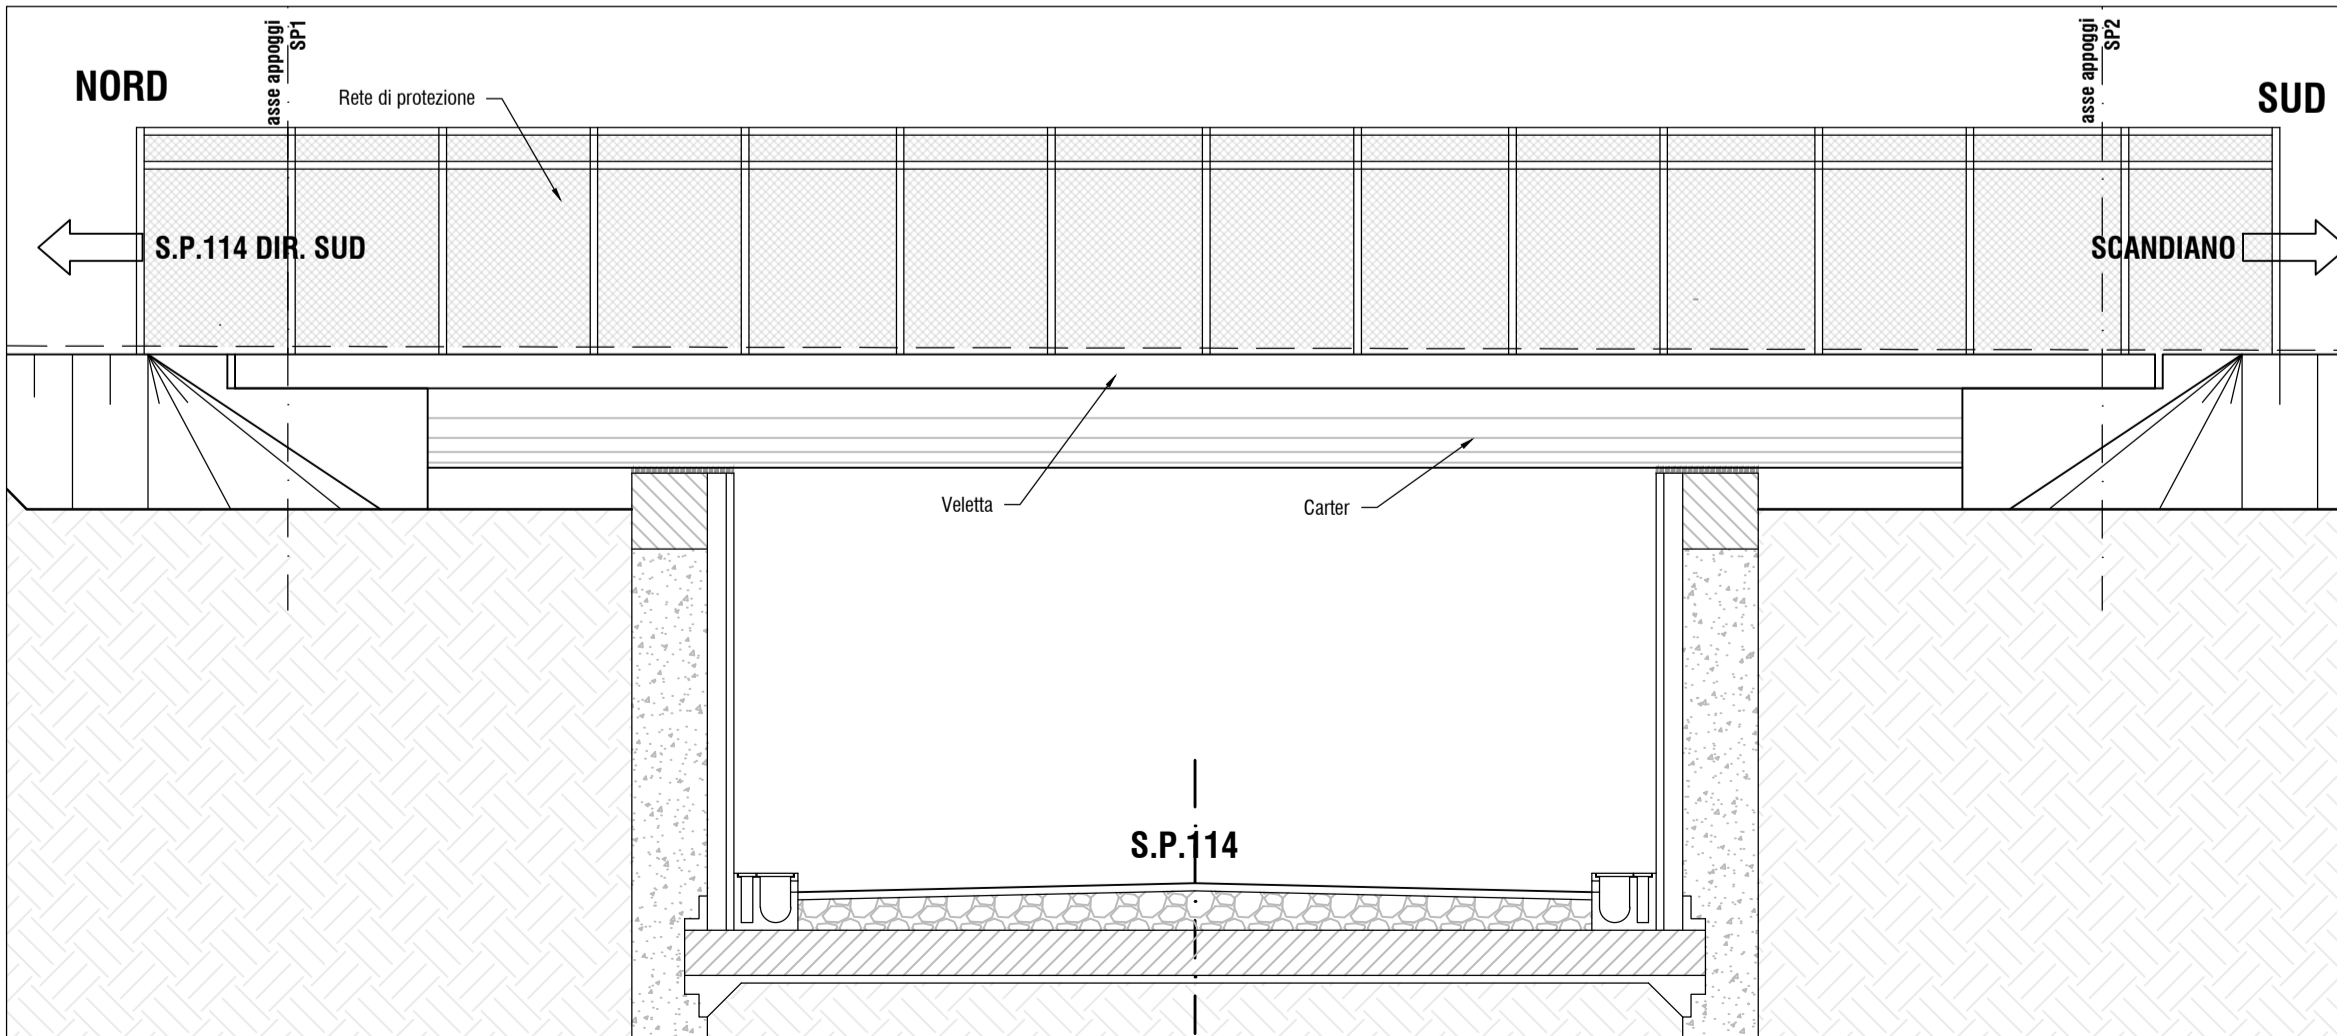 asse appoggi
SP1
asse appoggi
SP2
NORD
Rete di protezione
SUD
S.P.114 DIR. SUD
SCANDIANO
Veletta
Carter
S.P.114